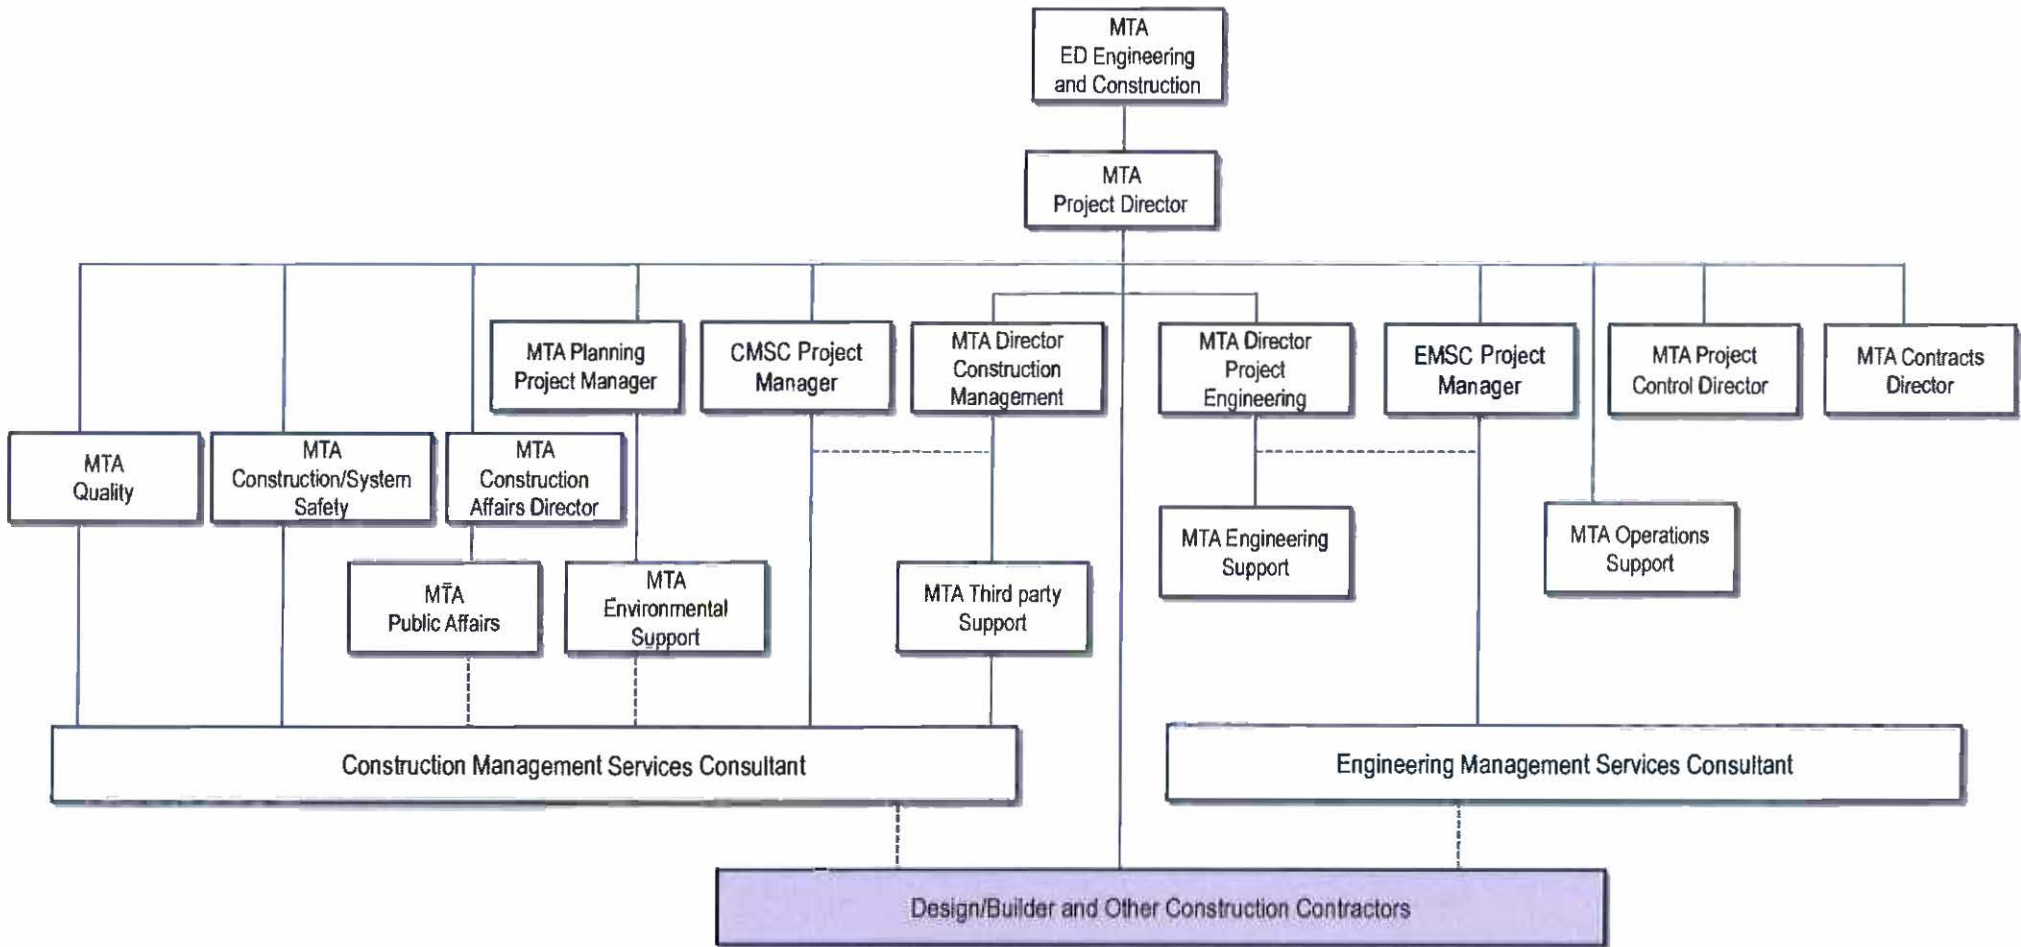 MTA
ED Engineering
and Construction
MTA
Project Director
MTA Planning
Project Manager
CMSC Project
Manager
MTA Director
Construction
Management
MTA Director
Project
Engineering
EMSC Project
Manager
MTA Project
Control Director
MTA Contracts
Director
MTA
Quality
MTA
Construction/System
Safety
MTA
Construction
Affairs Director
MTA Engineering
Support
MTA Operations
Support
MTA
Public Affairs
MTA
Environmental
Support
MTA Third party
Support
Construction Management Services Consultant
Engineering Management Services Consultant
Design/Builder and Other Construction Contractors